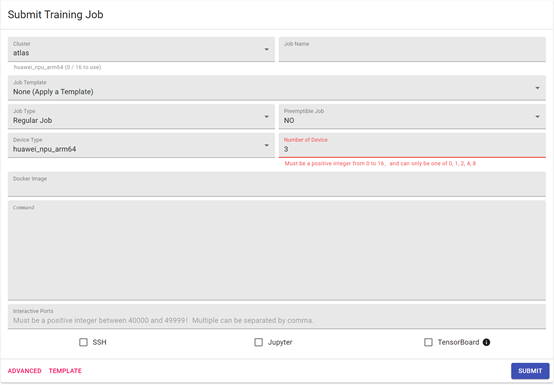 Submit Training Job
Cluster
atlas
Job Name
huawei_npu_arm64 (0 / 16 to use)
Job Template
None (Apply a Template)
Job Type
Regular Job
Preemptible Job
NO
Device Type
huawei_npu_arm64
Number of Device
3
Must be a positive integer from 0 to 16, and can only be one of 0, 1, 2, 4, 8
Docker Image
Command
Interactive Ports
Must be a positive integer between 40000 and 49999! Multiple can be separated by comma.
SSH
Jupyter
TensorBoard
ADVANCED TEMPLATE
SUBMIT